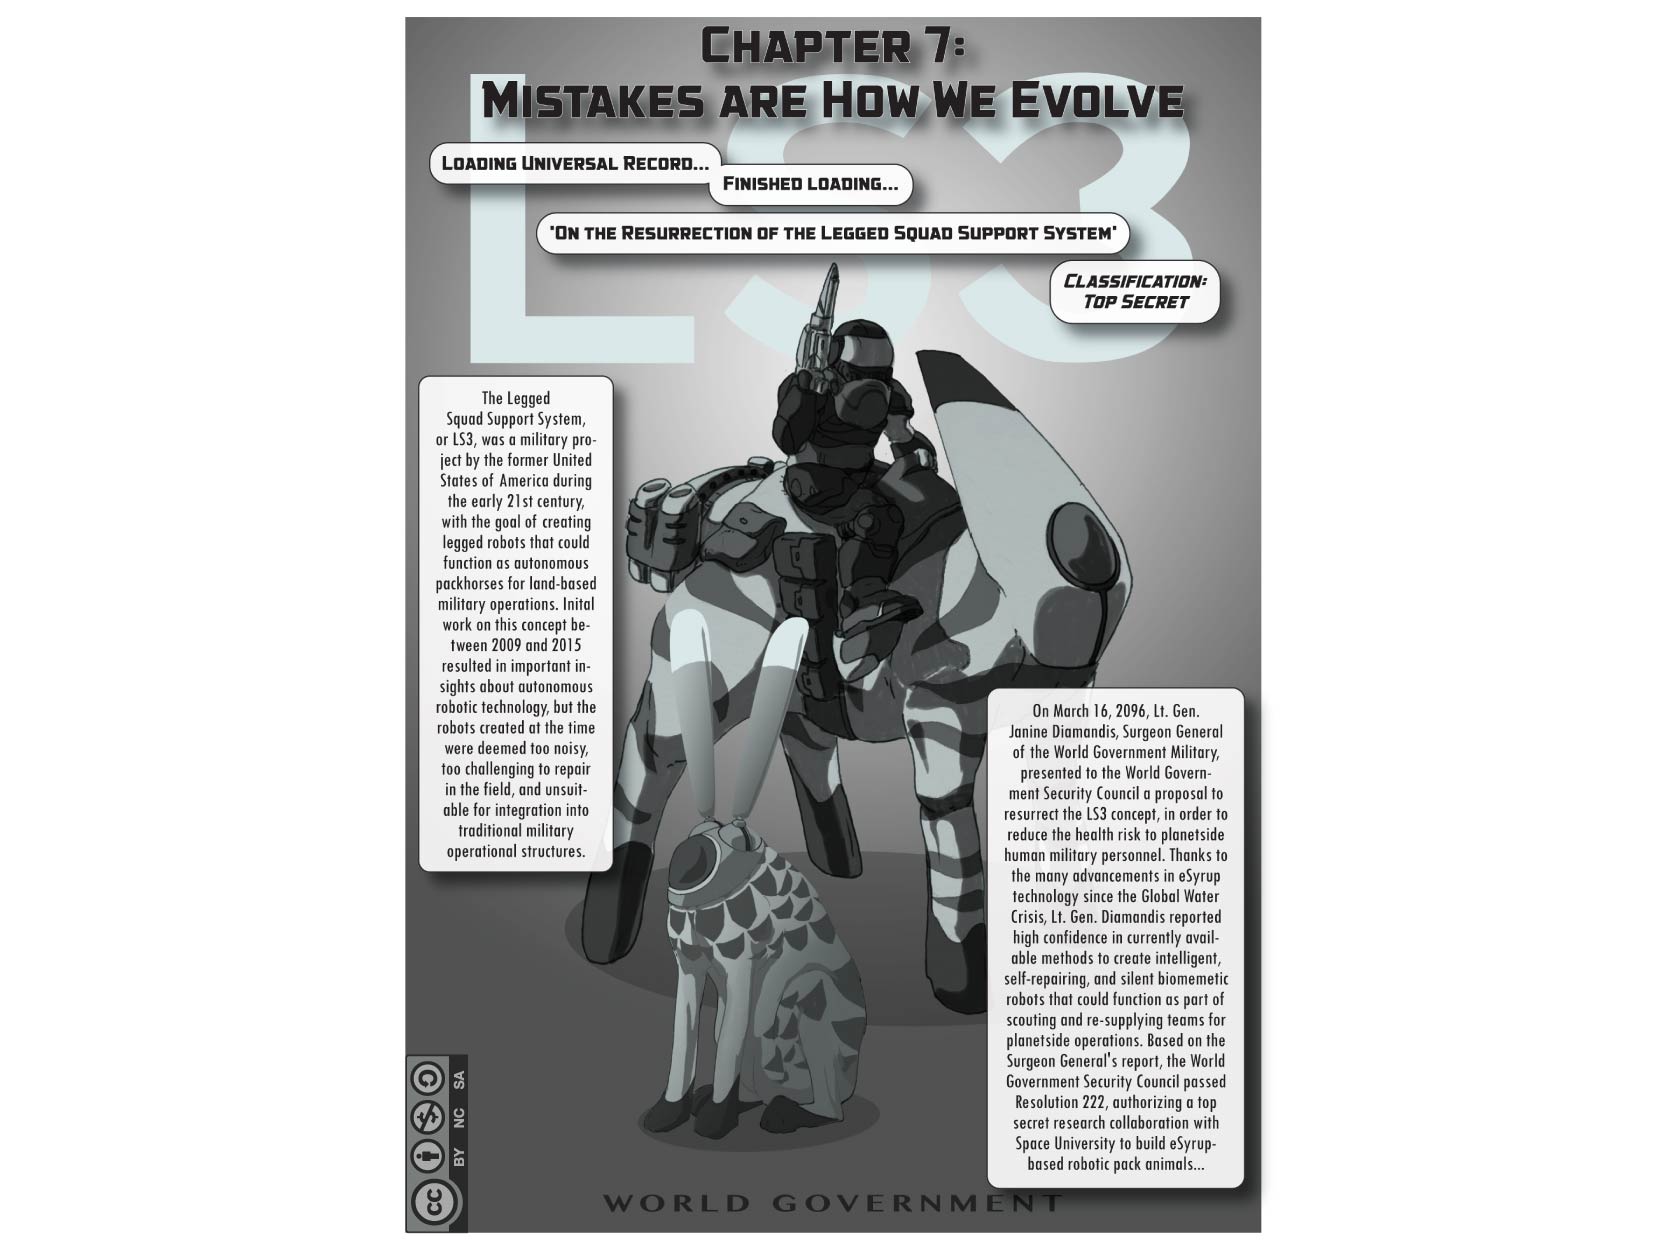 Chapter 7:
Mistakes are How We Evolve
LS3
Loading Universal Record...
Finished loading...
"On the Resurrection of the Legged Squad Support System"
Classification:
Top Secret
The Legged
Squad Support System,
or LS3, was a military pro-
ject by the former United
States of America during
the early 21st century,
with the goal of creating
legged robots that could
function as autonomous
packhorses for land-based
military operations. Inital
work on this concept be-
tween 2009 and 2015
resulted in important in-
sights about autonomous
robotic technology, but the
robots created at the time
were deemed too noisy,
too challenging to repair
in the field, and unsuit-
able for integration into
traditional military
operational structures.
On March 16, 2096, Lt. Gen.
Janine Diamandis, Surgeon General
of the World Government Military,
presented to the World Govern-
ment Security Council a proposal to
resurrect the LS3 concept, in order to
reduce the health risk to planetside
human military personnel. Thanks to
the many advancements in eSyrup
technology since the Global Water
Crisis, Lt. Gen. Diamandis reported
high confidence in currently avail-
able methods to create intelligent,
self-repairing, and silent biomemetic
robots that could function as part of
scouting and re-supplying teams for
planetside operations. Based on the
Surgeon General's report, the World
Government Security Council passed
Resolution 222, authorizing a top
secret research collaboration with
Space University to build eSyrup-
based robotic pack animals...
WORLD GOVERNMENT
cc BY NC SA